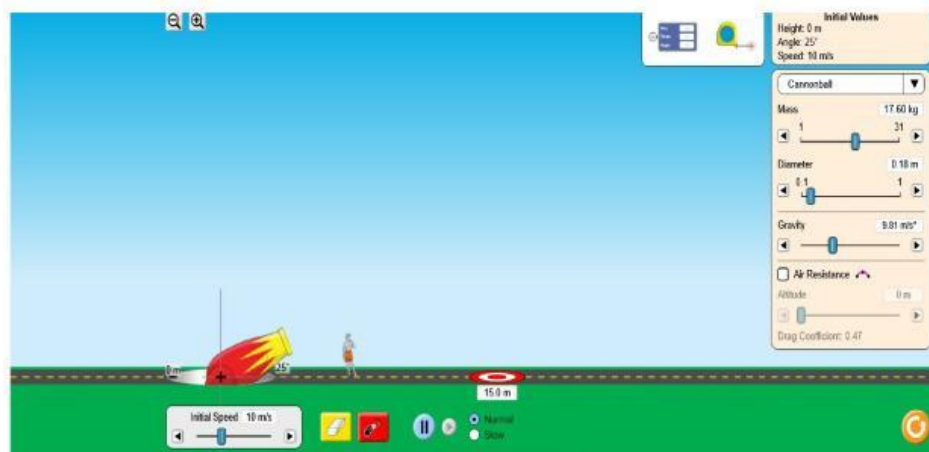 Initial Values
Height: 0 m
Angle: 25°
Speed: 10 m/s
Cannonball
Mass 17.60 kg
1 31
Diameter 0.18 m
0.1 1
Gravity 9.81 m/s²
Air Resistance
Altitude 0 m
Drag Coefficient: 0.47
0 m
25°
15.0 m
Initial Speed 10 m/s
Normal
Slow